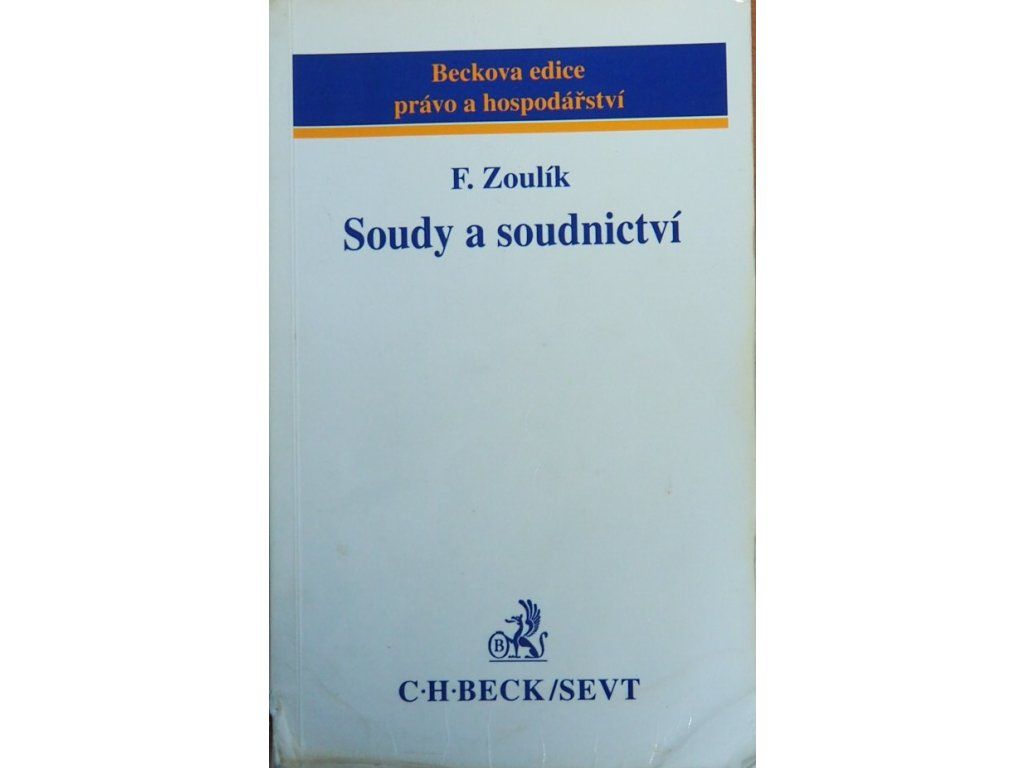 Beckova edice
právo a hospodářství
F. Zoulík
Soudy a soudnictví
B
C·H·BECK/SEVT